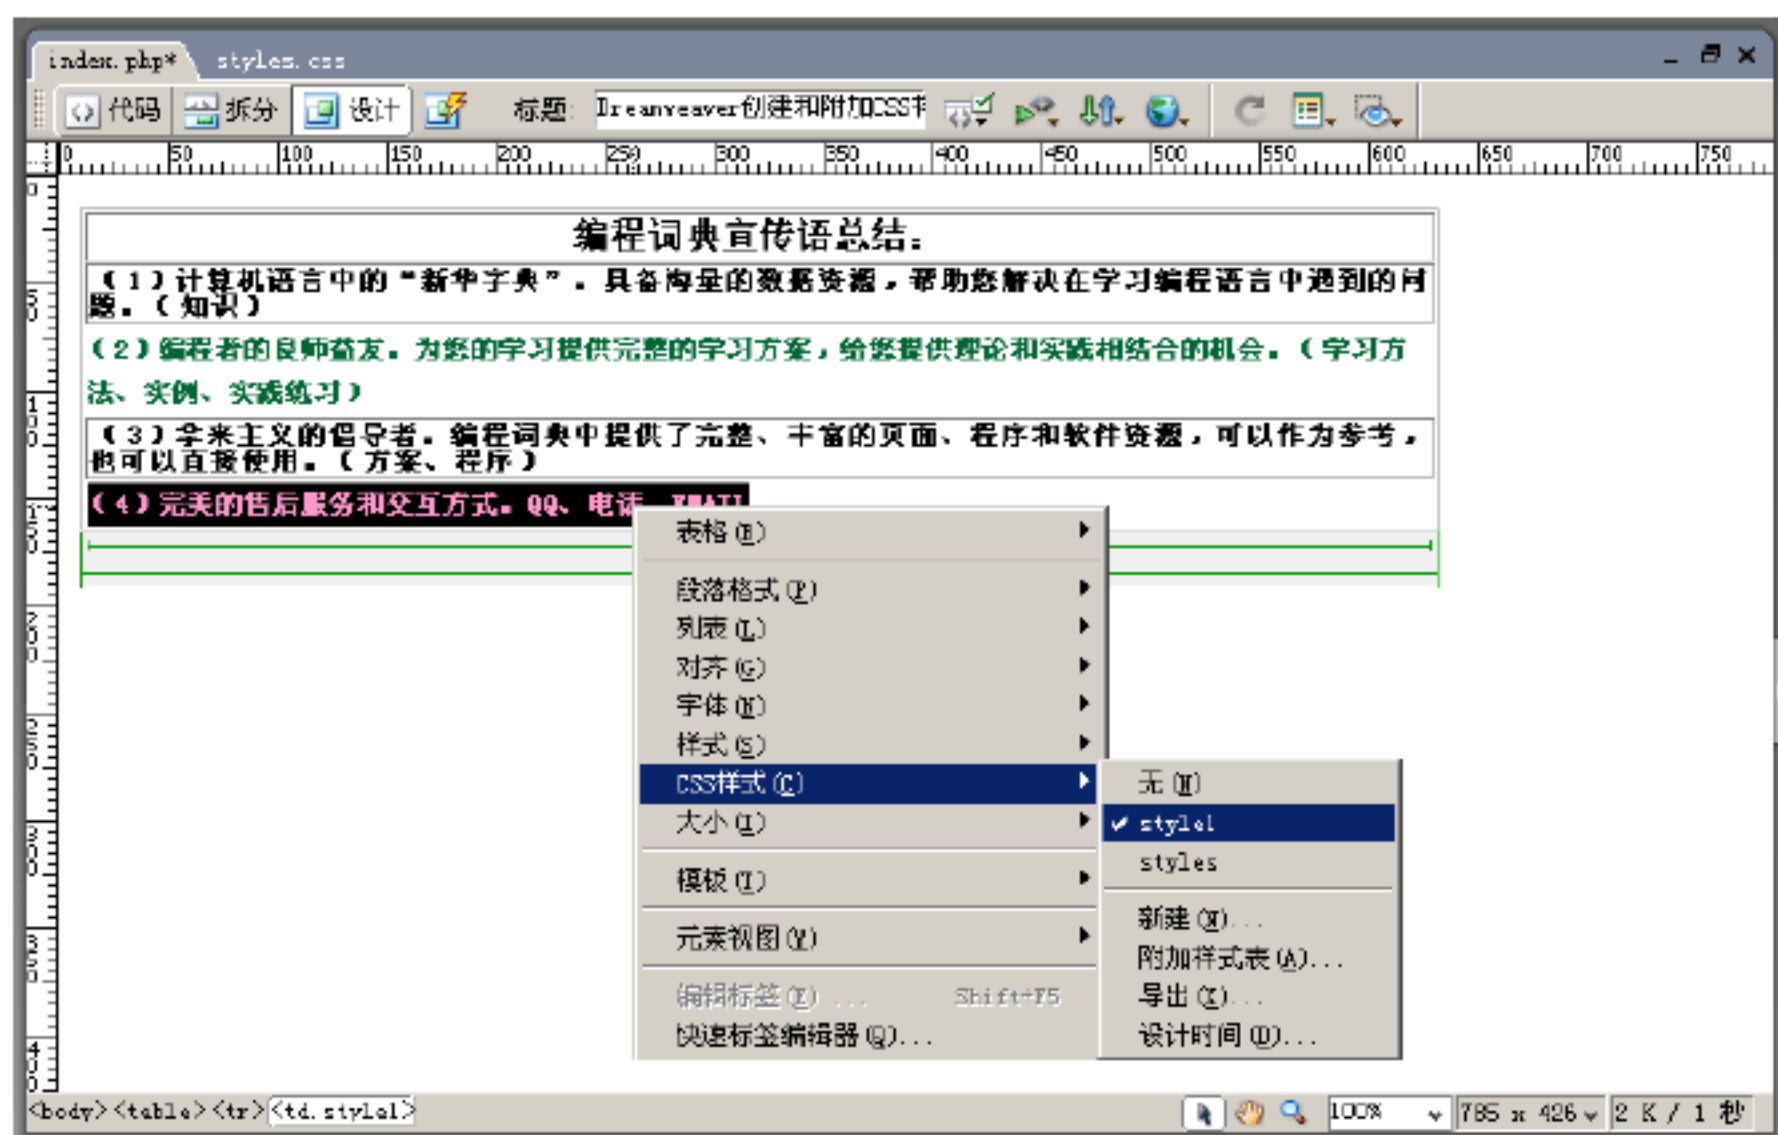 index.php* styles.css
代码 拆分 设计 标题: Dreamweaver创建和附加CSS样
0 50 100 150 200 250 300 350 400 450 500 550 600 650 700 750
编程词典宣传语总结：
（1）计算机语言中的“新华字典”。具备海量的数据资源，帮助您解决在学习编程语言中遇到的问
题。（知识）
（2）编程者的良师益友。为您的学习提供完整的学习方案，给您提供理论和实践相结合的机会。（学习方
法、实例、实践练习）
（3）拿来主义的倡导者。编程词典中提供了完整、丰富的页面、程序和软件资源，可以作为参考，
也可以直接使用。（方案、程序）
（4）完美的售后服务和交互方式。QQ、电话、EMAIL
表格(B)
段落格式(P)
列表(L)
对齐(G)
字体(N)
样式(S)
CSS样式(C)
大小(I)
模板(T)
元素视图(V)
编辑标签(E)... Shift+F5
快速标签编辑器(Q)...
无(N)
style1
styles
新建(N)...
附加样式表(A)...
导出(X)...
设计时间(D)...
<body><table><tr><td.style1> 100% 785 x 426 2 K / 1 秒